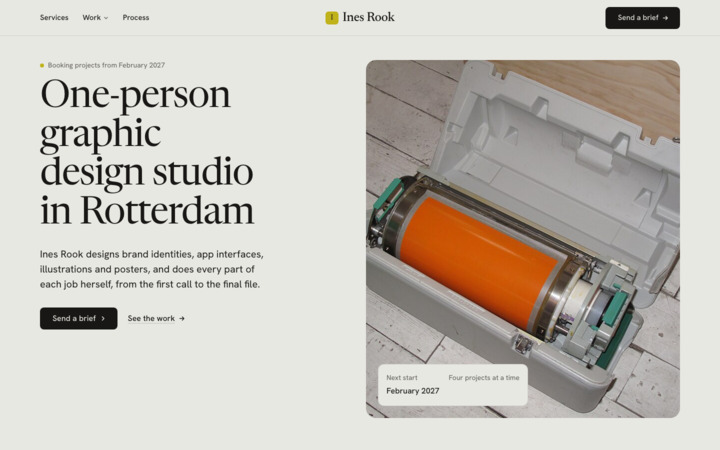 Services
Work
Process
I
Ines Rook
Send a brief
Booking projects from February 2027
One-person
graphic
design studio
in Rotterdam
Ines Rook designs brand identities, app interfaces,
illustrations and posters, and does every part of
each job herself, from the first call to the final file.
Send a brief
See the work
Next start
Four projects at a time
February 2027